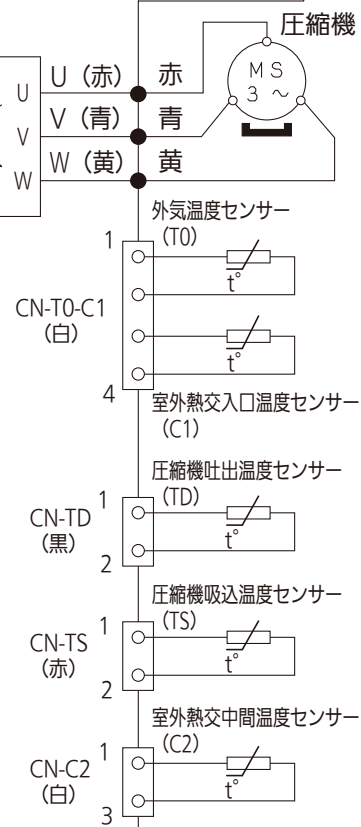 圧縮機
U U(赤) 赤
V V(青) 青
W W(黄) 黄
MS
3～
外気温度センサー
(T0)
1
t°
CN-T0-C1
(白)
t°
4
室外熱交入口温度センサー
(C1)
圧縮機吐出温度センサー
(TD)
1
CN-TD
(黒)
t°
2
圧縮機吸込温度センサー
(TS)
1
CN-TS
(赤)
t°
2
室外熱交中間温度センサー
(C2)
1
CN-C2
(白)
t°
3